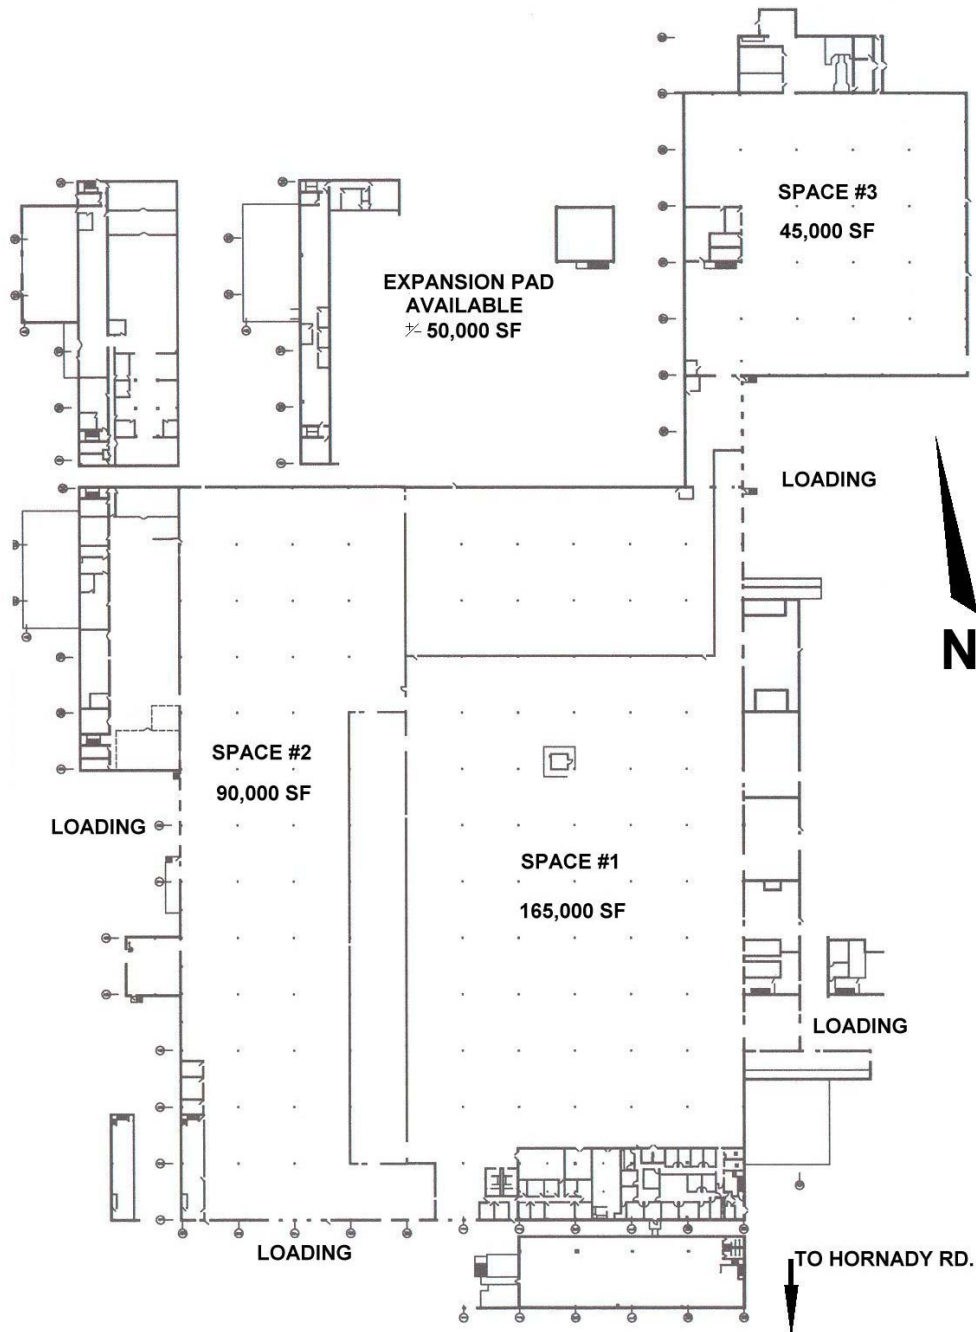 SPACE #3
45,000 SF
EXPANSION PAD
AVAILABLE
+/- 50,000 SF
LOADING
N
SPACE #2
90,000 SF
LOADING
SPACE #1
165,000 SF
LOADING
LOADING
TO HORNADY RD.